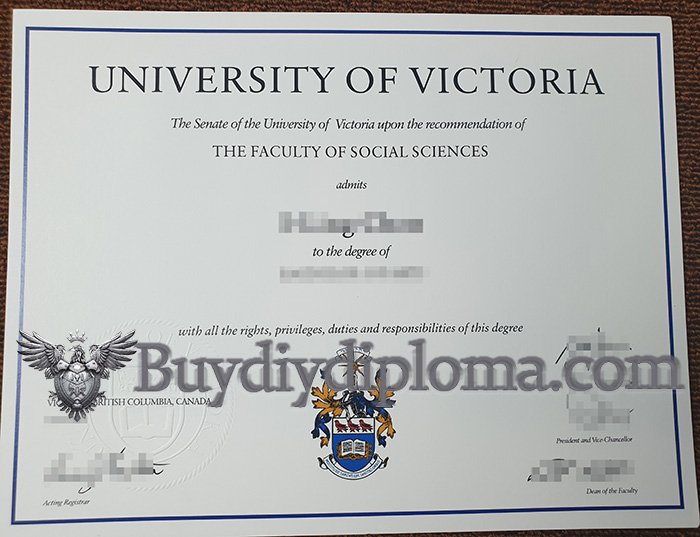 UNIVERSITY OF VICTORIA
The Senate of the University of Victoria upon the recommendation of
THE FACULTY OF SOCIAL SCIENCES
admits
to the degree of
with all the rights, privileges, duties and responsibilities of this degree
Buydiydiploma.com
BRITISH COLUMBIA, CANADA
President and Vice-Chancellor
Acting Registrar
Dean of the Faculty